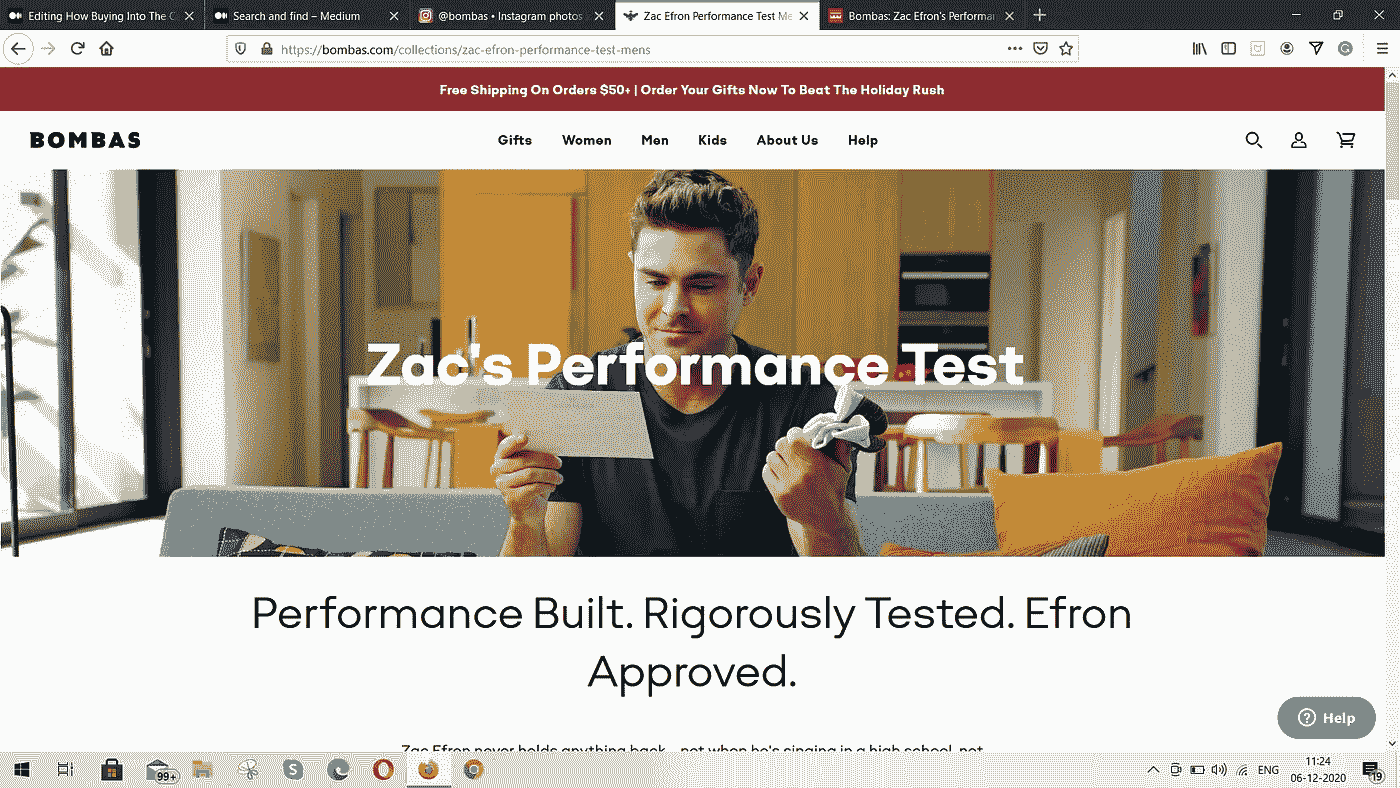 Editing How Buying Into The C
Search and find – Medium
@bombas • Instagram photos
Zac Efron Performance Test Me
Bombas: Zac Efron's Performan
https://bombas.com/collections/zac-efron-performance-test-mens
Free Shipping On Orders $50+ | Order Your Gifts Now To Beat The Holiday Rush
BOMBAS
Gifts Women Men Kids About Us Help
Zac's Performance Test
Performance Built. Rigorously Tested. Efron
Approved.
Help
Zac Efron never holds anything back—not when he's singing in a high school, not
99+
ENG
11:24
06-12-2020
19